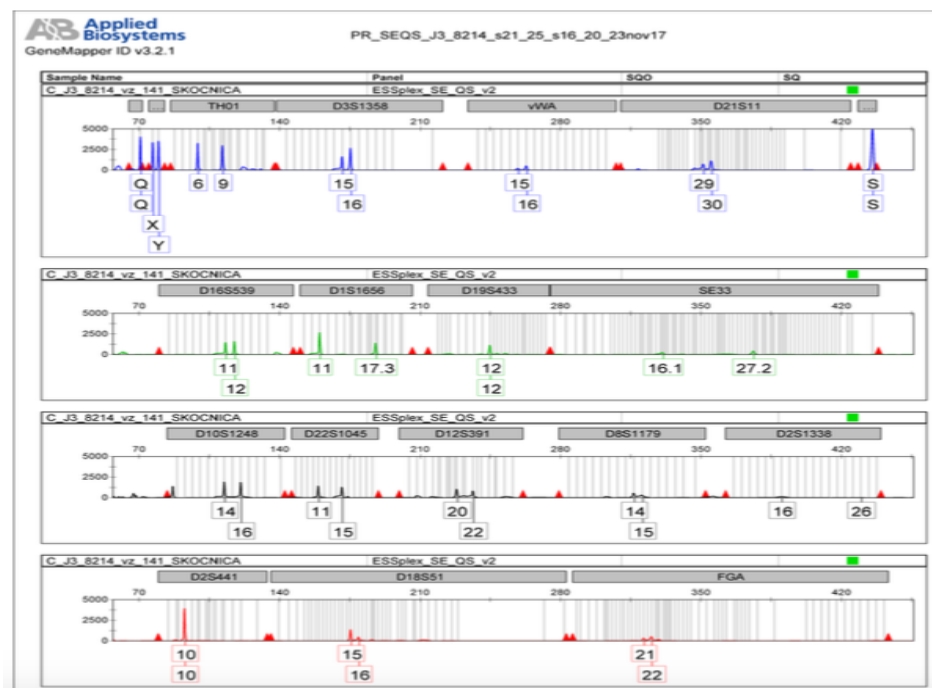 AB Applied
Biosystems
GeneMapper ID v3.2.1
PR_SEQS_J3_8214_s21_25_s16_20_23nov17
Sample Name Panel SQO SQ
C_J3_8214_vz_141_SKOCNICA ESSplex_SE_QS_v2
... TH01 D3S1358 vWA D21S11 ...
70 140 210 280 350 420
5000
2500
0
Q 6 9 15 15 29 S
Q 16 16 30 S
X
Y
C_J3_8214_vz_141_SKOCNICA ESSplex_SE_QS_v2
D16S539 D1S1656 D19S433 SE33
70 140 210 280 350 420
5000
2500
0
11 11 17.3 12 16.1 27.2
12 12
C_J3_8214_vz_141_SKOCNICA ESSplex_SE_QS_v2
D10S1248 D22S1045 D12S391 D8S1179 D2S1338
70 140 210 280 350 420
5000
2500
0
14 11 20 14 16 26
16 15 22 15
C_J3_8214_vz_141_SKOCNICA ESSplex_SE_QS_v2
D2S441 D18S51 FGA
70 140 210 280 350 420
5000
2500
0
10 15 21
10 16 22